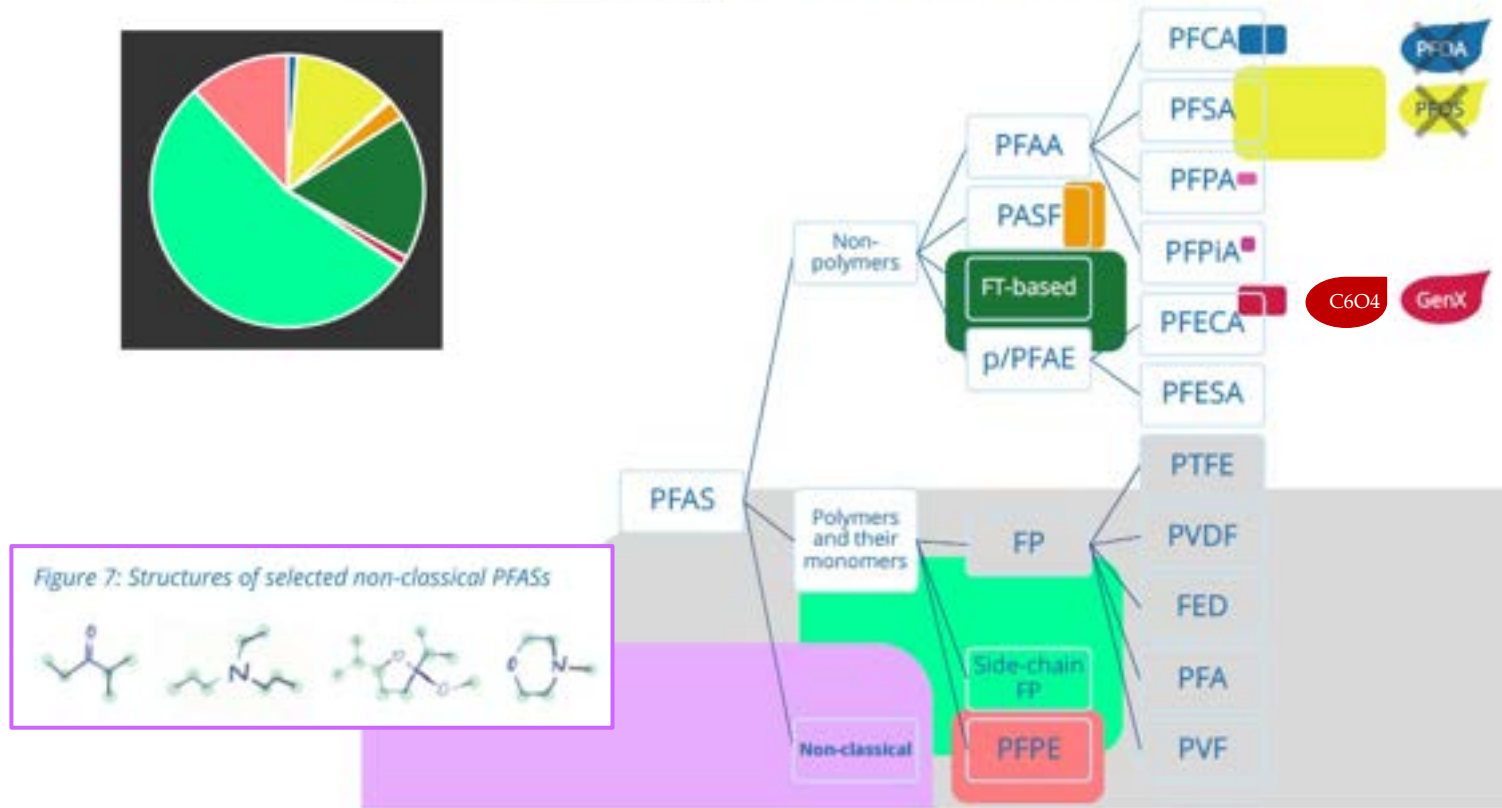 PFCA
PFOA
PFSA
PFOS
PFAA
PFPA
PASF
Non-
polymers
PFPiA
FT-based
C6O4
GenX
PFECA
p/PFAE
PFESA
PTFE
PFAS
Polymers
and their
monomers
FP
PVDF
Figure 7: Structures of selected non-classical PFASs
FED
O
N
O
O
O
N
Side-chain
FP
PFA
Non-classical
PFPE
PVF